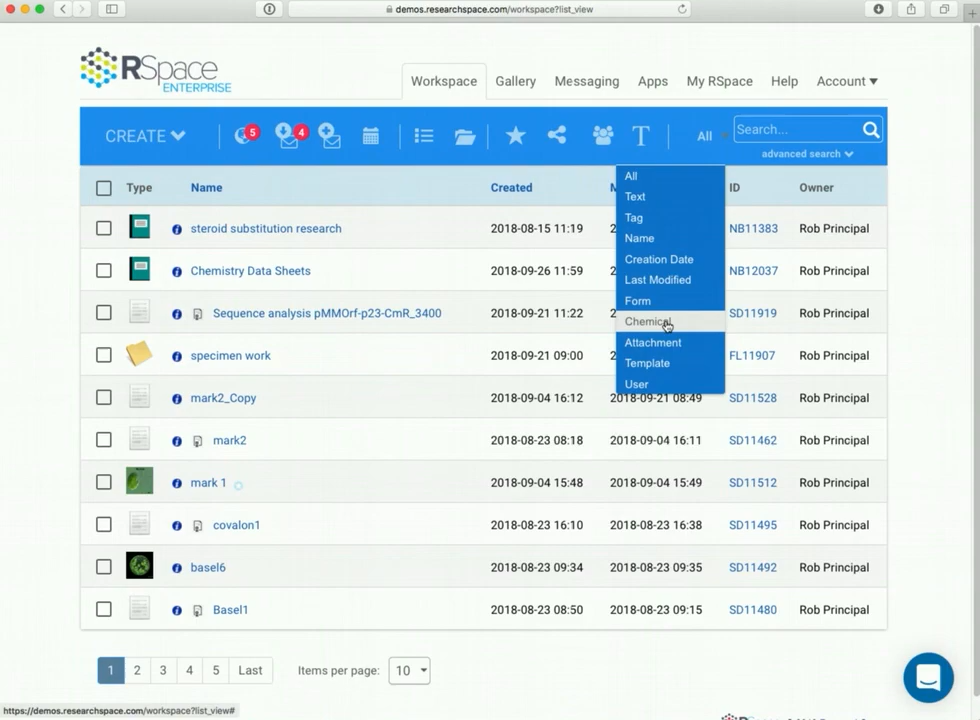 demos.researchspace.com/workspace?list_view
RSpace
ENTERPRISE
Workspace
Gallery
Messaging
Apps
My RSpace
Help
Account
CREATE
5
4
All
Search...
advanced search
All
Text
Tag
Name
Creation Date
Last Modified
Form
Chemical
Attachment
Template
User
Type Name Created ID Owner
steroid substitution research 2018-08-15 11:19 NB11383 Rob Principal
Chemistry Data Sheets 2018-09-26 11:59 NB12037 Rob Principal
Sequence analysis pMMOrf-p23-CmR_3400 2018-09-21 11:22 SD11919 Rob Principal
specimen work 2018-09-21 09:00 FL11907 Rob Principal
mark2_Copy 2018-09-04 16:12 2018-09-21 08:49 SD11528 Rob Principal
mark2 2018-08-23 08:18 2018-09-04 16:11 SD11462 Rob Principal
mark 1 2018-09-04 15:48 2018-09-04 15:49 SD11512 Rob Principal
covalon1 2018-08-23 16:10 2018-08-23 16:38 SD11495 Rob Principal
basel6 2018-08-23 09:34 2018-08-23 09:35 SD11492 Rob Principal
Basel1 2018-08-23 08:50 2018-08-23 09:15 SD11480 Rob Principal
1 2 3 4 5 Last Items per page: 10
https://demos.researchspace.com/workspace?list_view#